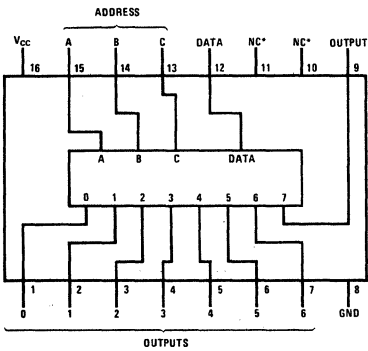 ADDRESS
VCC A B C DATA NC* NC* OUTPUT
16 15 14 13 12 11 10 9
A B C DATA
0 1 2 3 4 5 6 7
1 2 3 4 5 6 7 8
0 1 2 3 4 5 6 GND
OUTPUTS